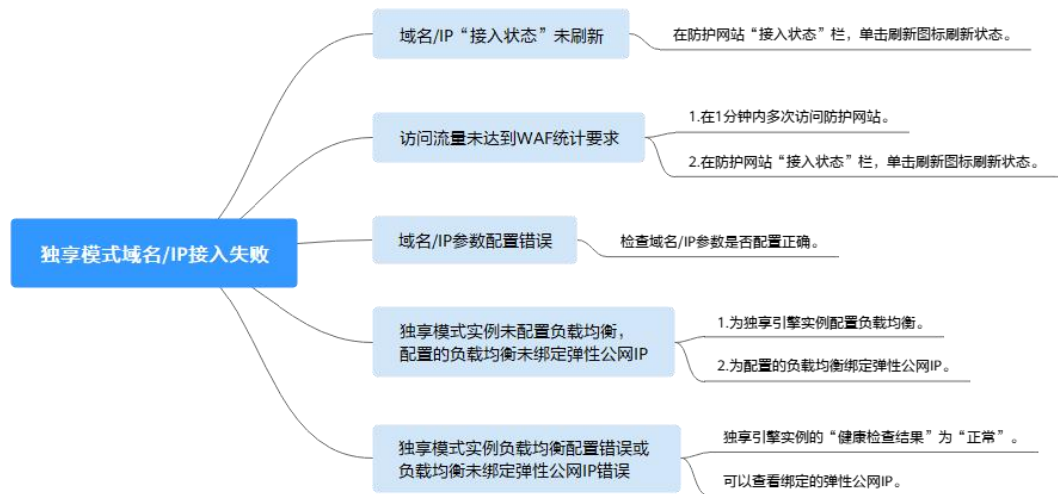 域名/IP“接入状态”未刷新
在防护网站“接入状态”栏，单击刷新图标刷新状态。
访问流量未达到WAF统计要求
1.在1分钟内多次访问防护网站。
2.在防护网站“接入状态”栏，单击刷新图标刷新状态。
独享模式域名/IP接入失败
域名/IP参数配置错误
检查域名/IP参数是否配置正确。
独享模式实例未配置负载均衡，
配置的负载均衡未绑定弹性公网IP
1.为独享引擎实例配置负载均衡。
2.为配置的负载均衡绑定弹性公网IP。
独享模式实例负载均衡配置错误或
负载均衡未绑定弹性公网IP错误
独享引擎实例的“健康检查结果”为“正常”。
可以查看绑定的弹性公网IP。